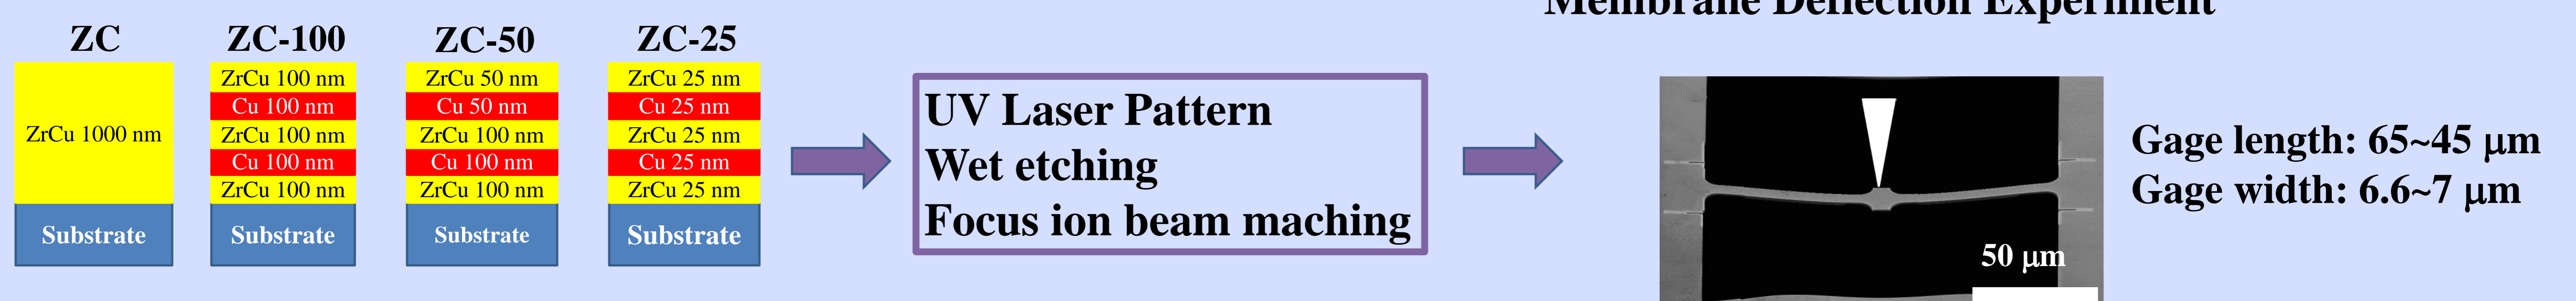 Membrane Deflection Experiment
ZC
ZC-100
ZC-50
ZC-25
ZrCu 1000 nm
Substrate
ZrCu 100 nm
Cu 100 nm
ZrCu 100 nm
Cu 100 nm
ZrCu 100 nm
Substrate
ZrCu 50 nm
Cu 50 nm
ZrCu 100 nm
Cu 100 nm
ZrCu 100 nm
Substrate
ZrCu 25 nm
Cu 25 nm
ZrCu 25 nm
Cu 25 nm
ZrCu 25 nm
Substrate
UV Laser Pattern
Wet etching
Focus ion beam maching
50 μm
Gage length: 65~45 μm
Gage width: 6.6~7 μm